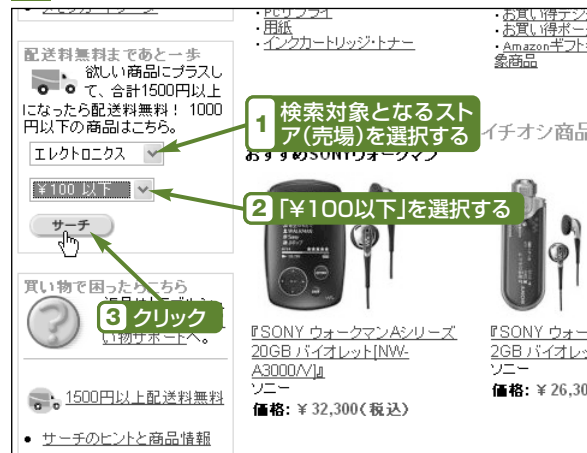 ・PCサプライ
・用紙
・インクカートリッジ・トナー
・Amazonギフト
象商品
配送料無料まであと一歩
欲しい商品にプラスし
て、合計1500円以上
になったら配送料無料！ 1000
円以下の商品はこちら。
エレクトロニクス
¥100 以下
サーチ
1 検索対象となるスト
ア(売場)を選択する
2 「¥100以下」を選択する
3 クリック
イチオシ商品
おすすめSONYウォークマン
買い物で困ったらこちら
い物サポートへ。
1500円以上配送料無料
• サーチのヒントと商品情報
『SONY ウォークマンAシリーズ
20GB バイオレット[NW-
A3000/V]』
ソニー
価格: ¥ 32,300(税込)
『SONY ウォー
2GB バイオレッ
ソニー
価格: ¥ 26,30